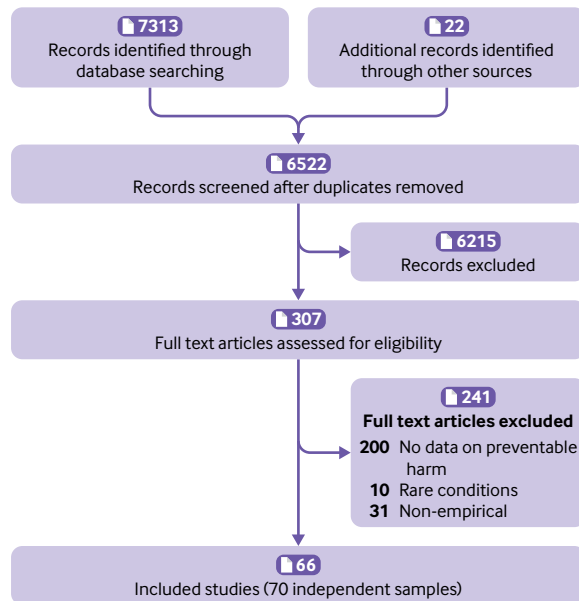 7313
Records identified through
database searching
22
Additional records identified
through other sources
6522
Records screened after duplicates removed
6215
Records excluded
307
Full text articles assessed for eligibility
241
Full text articles excluded
200 No data on preventable
harm
10 Rare conditions
31 Non-empirical
66
Included studies (70 independent samples)